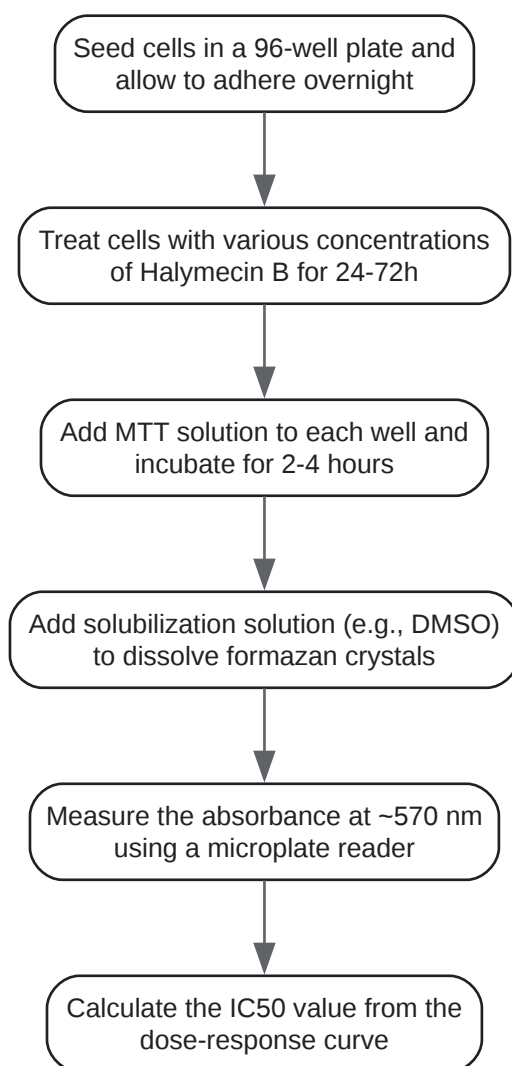 Seed cells in a 96-well plate and
allow to adhere overnight
Treat cells with various concentrations
of Halymecin B for 24-72h
Add MTT solution to each well and
incubate for 2-4 hours
Add solubilization solution (e.g., DMSO)
to dissolve formazan crystals
Measure the absorbance at ~570 nm
using a microplate reader
Calculate the IC50 value from the
dose-response curve